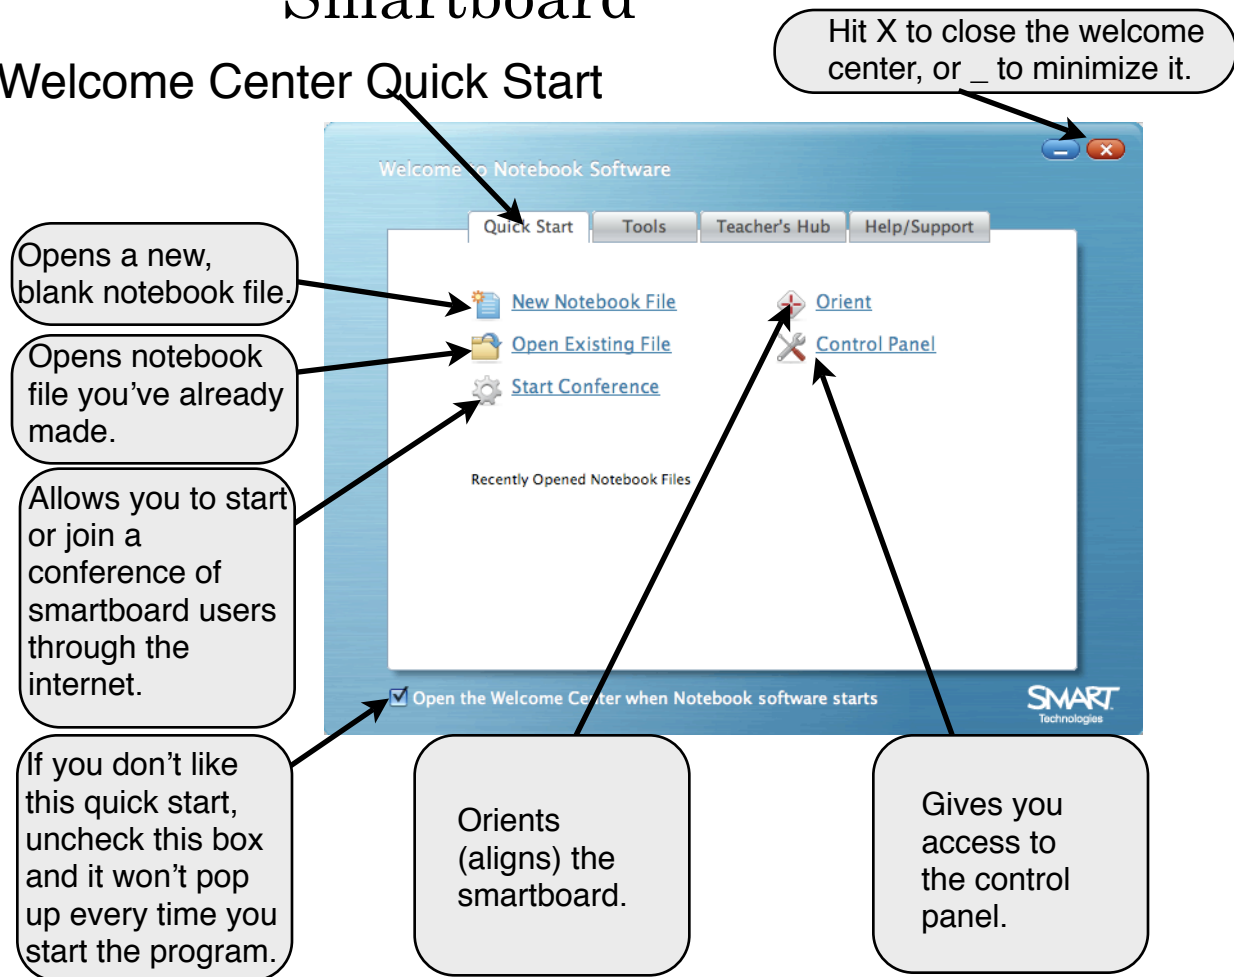 Smartboard
Welcome Center Quick Start
Hit X to close the welcome
center, or _ to minimize it.
Welcome to Notebook Software
Quick Start
Tools
Teacher's Hub
Help/Support
Opens a new,
blank notebook file.
New Notebook File
Orient
Opens notebook
file you’ve already
made.
Open Existing File
Control Panel
Start Conference
Recently Opened Notebook Files
Allows you to start
or join a
conference of
smartboard users
through the
internet.
Open the Welcome Center when Notebook software starts
SMART
Technologies
If you don’t like
this quick start,
uncheck this box
and it won’t pop
up every time you
start the program.
Orients
(aligns) the
smartboard.
Gives you
access to
the control
panel.